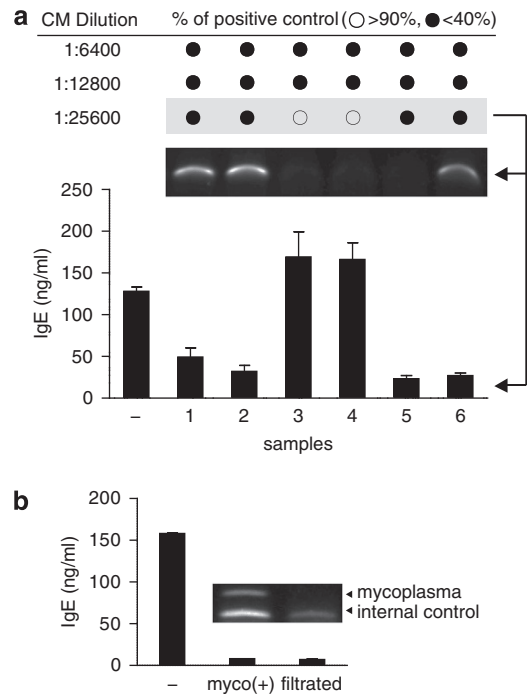 a CM Dilution % of positive control (○>90%, ●<40%)
1:6400
1:12800
1:25600
250
200
150
100
50
0
IgE (ng/ml)
– 1 2 3 4 5 6
samples
b
200
150
100
50
0
IgE (ng/ml)
mycoplasma
internal control
– myco(+) filtrated